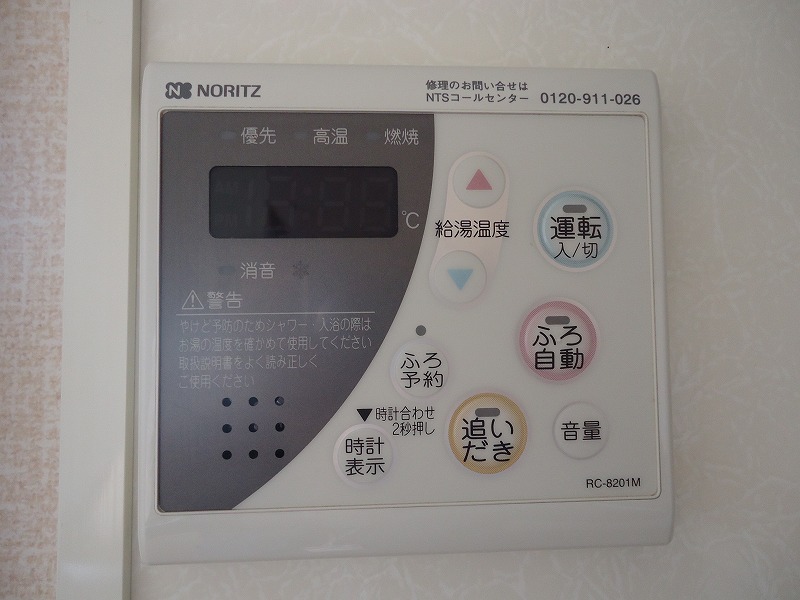 NORITZ
修理のお問い合せは
NTSコールセンター 0120-911-026
優先 高温 燃焼
℃
給湯温度
運転
入/切
消音
警告
やけど予防のためシャワー・入浴の際は
お湯の温度を確かめて使用してください
取扱説明書をよく読み正しく
ご使用ください
ふろ
自動
ふろ
予約
▼時計合わせ
2秒押し
時計
表示
追い
だき
音量
RC-8201M